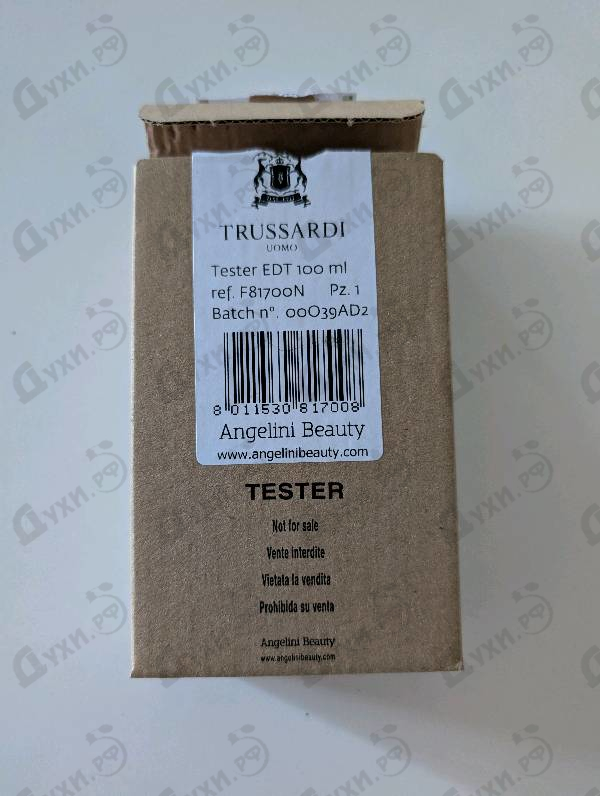 TRUSSARDI
UOMO
Tester EDT 100 ml
ref. F81700N Pz. 1
Batch n°. 00O39AD2
8 011530 817008
Angelini Beauty
www.angelinibeauty.com
TESTER
Not for sale
Vente interdite
Vietata la vendita
Prohibida su venta
Angelini Beauty
www.angelinibeauty.com
Духи.РФ